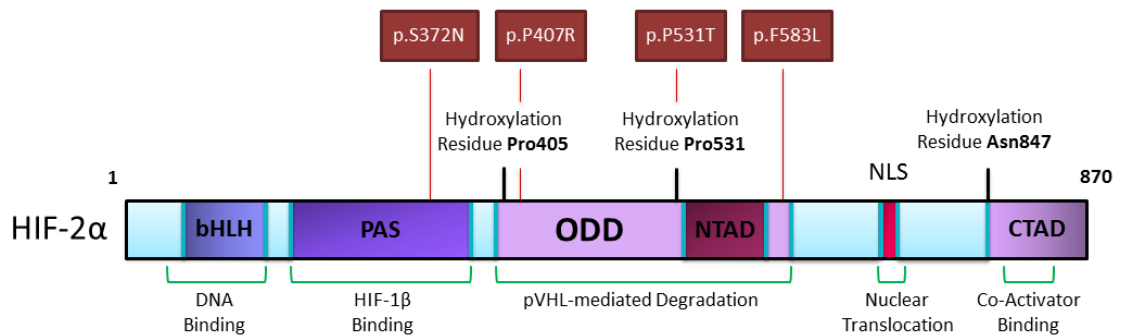 p.S372N
p.P407R
p.P531T
p.F583L
Hydroxylation
Residue Pro405
Hydroxylation
Residue Pro531
Hydroxylation
Residue Asn847
1
NLS
870
HIF-2α
bHLH
PAS
ODD
NTAD
CTAD
DNA
Binding
HIF-1β
Binding
pVHL-mediated Degradation
Nuclear
Translocation
Co-Activator
Binding